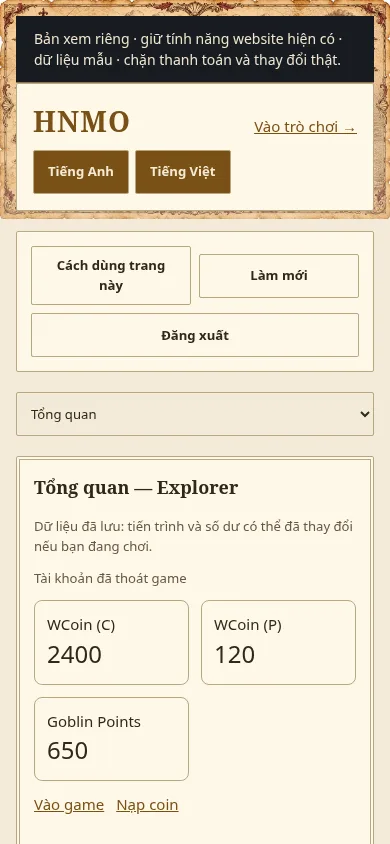 Bản xem riêng · giữ tính năng website hiện có ·
dữ liệu mẫu · chặn thanh toán và thay đổi thật.
HNMO
Vào trò chơi →
Tiếng Anh
Tiếng Việt
Cách dùng trang
này
Làm mới
Đăng xuất
Tổng quan
Tổng quan — Explorer
Dữ liệu đã lưu: tiến trình và số dư có thể đã thay đổi
nếu bạn đang chơi.
Tài khoản đã thoát game
WCoin (C)
2400
WCoin (P)
120
Goblin Points
650
Vào game
Nạp coin